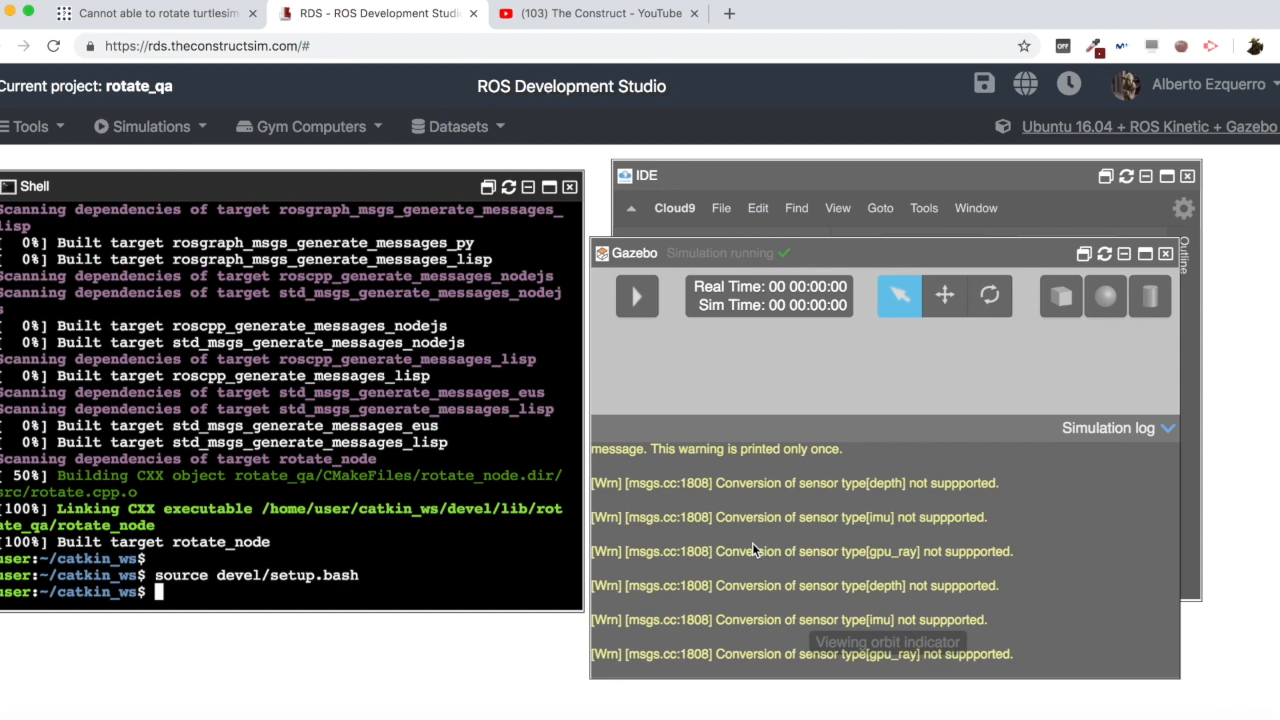 Cannot able to rotate turtlesim
RDS - ROS Development Studi
(103) The Construct - YouTube
https://rds.theconstructsim.com/#
OFF
Current project: rotate_qa
ROS Development Studio
Alberto Ezquerro
Tools
Simulations
Gym Computers
Datasets
Ubuntu 16.04 + ROS Kinetic + Gazebo
Shell
Scanning dependencies of target rosgraph_msgs_generate_messages_
lisp
[  0%] Built target rosgraph_msgs_generate_messages_py
[  0%] Built target rosgraph_msgs_generate_messages_lisp
Scanning dependencies of target roscpp_generate_messages_nodejs
Scanning dependencies of target std_msgs_generate_messages_nodej
s
[  0%] Built target roscpp_generate_messages_nodejs
[  0%] Built target std_msgs_generate_messages_nodejs
Scanning dependencies of target roscpp_generate_messages_lisp
[  0%] Built target roscpp_generate_messages_lisp
Scanning dependencies of target std_msgs_generate_messages_eus
Scanning dependencies of target std_msgs_generate_messages_lisp
[  0%] Built target std_msgs_generate_messages_eus
[  0%] Built target std_msgs_generate_messages_lisp
Scanning dependencies of target rotate_node
[ 50%] Building CXX object rotate_qa/CMakeFiles/rotate_node.dir/
src/rotate.cpp.o
[100%] Linking CXX executable /home/user/catkin_ws/devel/lib/rot
ate_qa/rotate_node
[100%] Built target rotate_node
user:~/catkin_ws$
user:~/catkin_ws$ source devel/setup.bash
user:~/catkin_ws$
IDE
Cloud9 File Edit Find View Goto Tools Window
Outline
Gazebo Simulation running
Real Time: 00 00:00:00
Sim Time: 00 00:00:00
Simulation log
message. This warning is printed only once.
[Wrn] [msgs.cc:1808] Conversion of sensor type[depth] not suppported.
[Wrn] [msgs.cc:1808] Conversion of sensor type[imu] not suppported.
[Wrn] [msgs.cc:1808] Conversion of sensor type[gpu_ray] not suppported.
[Wrn] [msgs.cc:1808] Conversion of sensor type[depth] not suppported.
[Wrn] [msgs.cc:1808] Conversion of sensor type[imu] not suppported.
Viewing orbit indicator
[Wrn] [msgs.cc:1808] Conversion of sensor type[gpu_ray] not suppported.